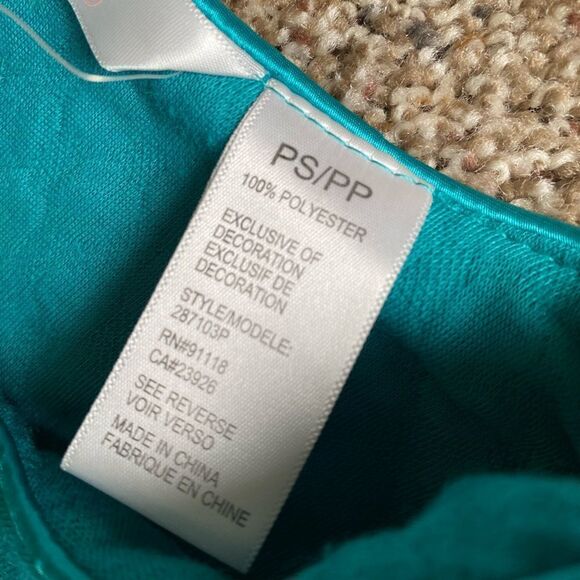 PS/PP
100% POLYESTER
EXCLUSIVE OF
DECORATION
EXCLUSIF DE
DECORATION
STYLE/MODELE:
287103P
RN#91118
CA#23926
SEE REVERSE
VOIR VERSO
MADE IN CHINA
FABRIQUE EN CHINE